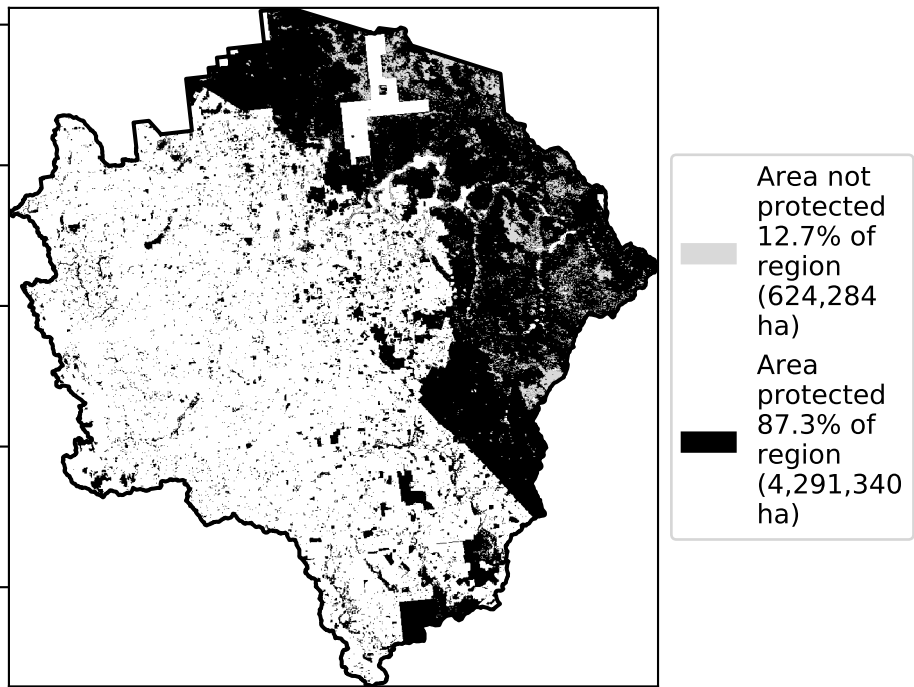 Area not
protected
12.7% of
region
(624,284
ha)
Area
protected
87.3% of
region
(4,291,340
ha)